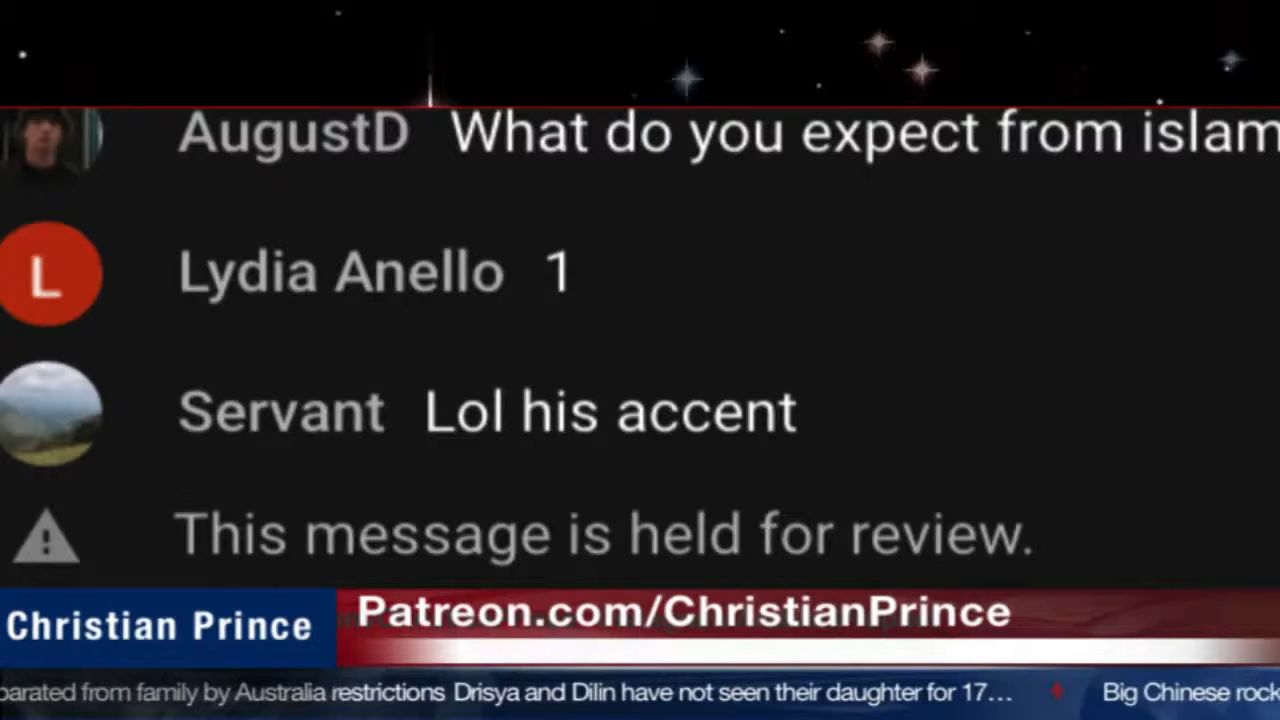 AugustD What do you expect from islam
Lydia Anello 1
L
Servant Lol his accent
This message is held for review.
Christian Prince
Patreon.com/ChristianPrince
parated from family by Australia restrictions Drisya and Dilin have not seen their daughter for 17... Big Chinese rock